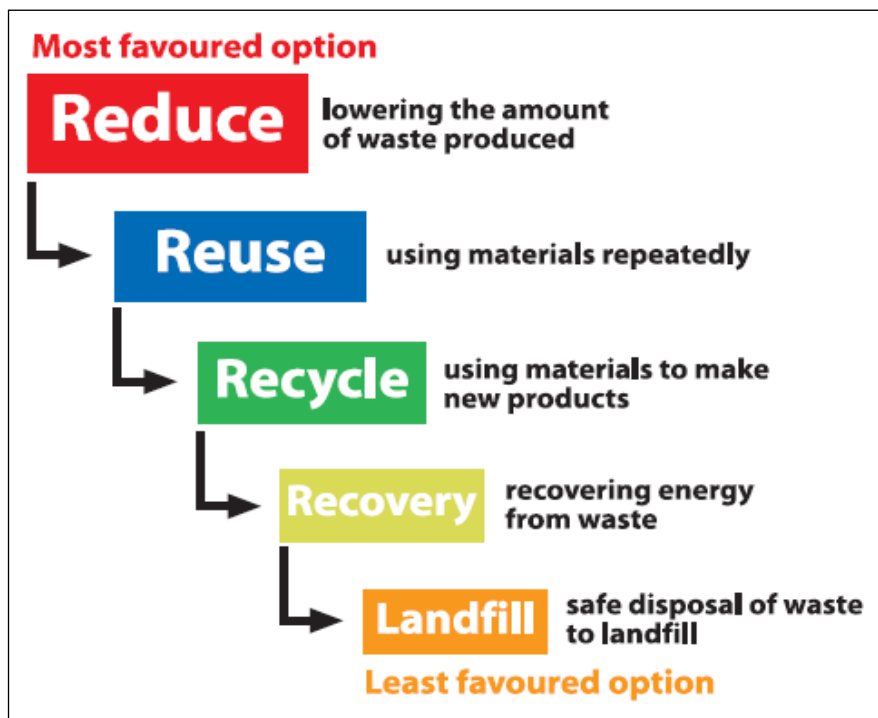 Most favoured option
Reduce
lowering the amount
of waste produced
Reuse
using materials repeatedly
Recycle
using materials to make
new products
Recovery
recovering energy
from waste
Landfill
safe disposal of waste
to landfill
Least favoured option